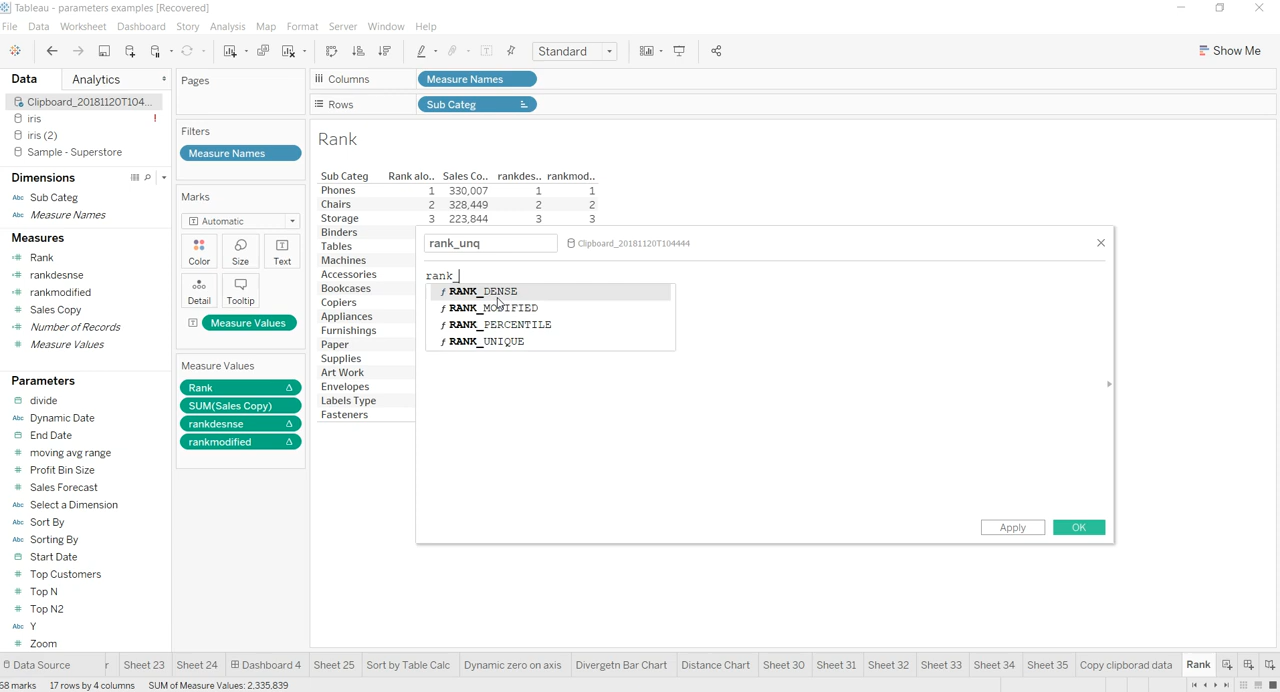 Tableau - parameters examples [Recovered]
File Data Worksheet Dashboard Story Analysis Map Format Server Window Help
Standard
Show Me
Data Analytics
Clipboard_20181120T104...
iris
iris (2)
Sample - Superstore
Dimensions
Abc Sub Categ
Abc Measure Names
Measures
Rank
rankdesnse
rankmodified
Sales Copy
Number of Records
Measure Values
Parameters
divide
Abc Dynamic Date
End Date
moving avg range
Profit Bin Size
Sales Forecast
Abc Select a Dimension
Abc Sort By
Abc Sorting By
Start Date
Top Customers
Top N
Top N2
Abc Y
Zoom
Pages
Filters
Measure Names
Marks
Automatic
Color Size Text
Detail Tooltip
Measure Values
Measure Values
Rank
SUM(Sales Copy)
rankdesnse
rankmodified
Columns Measure Names
Rows Sub Categ
Rank
Sub Categ Rank alo.. Sales Co.. rankdes.. rankmod..
Phones 1 330,007 1 1
Chairs 2 328,449 2 2
Storage 3 223,844 3 3
Binders
Tables
Machines
Accessories
Bookcases
Copiers
Appliances
Furnishings
Paper
Supplies
Art Work
Envelopes
Labels Type
Fasteners
rank_unq Clipboard_20181120T104444
rank_
RANK_DENSE
RANK_MODIFIED
RANK_PERCENTILE
RANK_UNIQUE
Apply OK
Data Source r Sheet 23 Sheet 24 Dashboard 4 Sheet 25 Sort by Table Calc Dynamic zero on axis Divergetn Bar Chart Distance Chart Sheet 30 Sheet 31 Sheet 32 Sheet 33 Sheet 34 Sheet 35 Copy clipborad data Rank
68 marks 17 rows by 4 columns SUM of Measure Values: 2,335,839